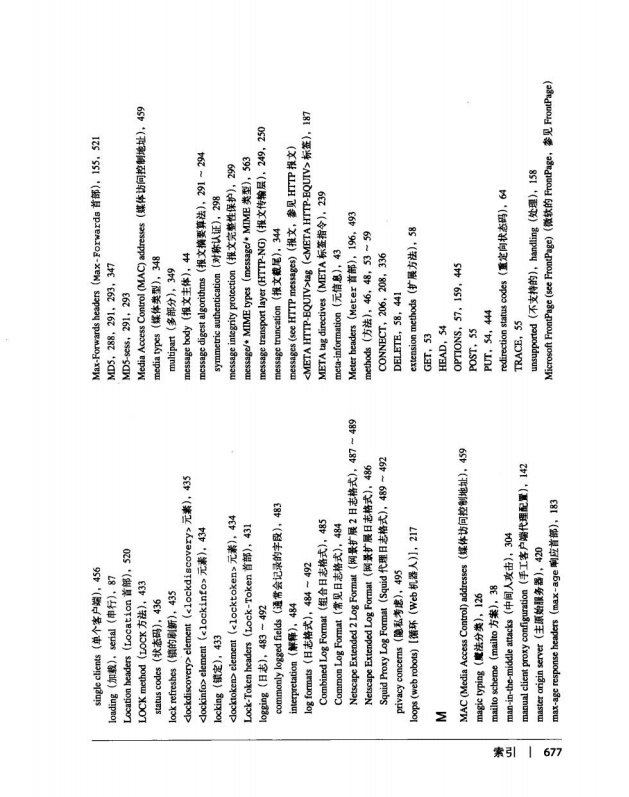 single clients（单个客户端），456
loading（加载），serial（串行），87
Location headers（Location 首部），520
LOCK method（LOCK 方法），433
status codes（状态码），436
lock refreshes（锁的刷新），435
<lockdiscovery> element（<lockdiscovery> 元素），435
<lockinfo> element（<lockinfo> 元素），434
locking（锁定），433
<locktoken> element（<locktoken> 元素），434
Lock-Token headers（Lock-Token 首部），431
logging（日志），483 ~ 492
commonly logged fields（通常会记录的字段），483
interpretation（解释），484
log formats（日志格式），484 ~ 492
Combined Log Format（组合日志格式），485
Common Log Format（常见日志格式），484
Netscape Extended 2 Log Format（网景扩展 2 日志格式），487 ~ 489
Netscape Extended Log Format（网景扩展日志格式），486
Squid Proxy Log Format（Squid 代理日志格式），489 ~ 492
privacy concerns（隐私考虑），495
loops (web robots)［循环（Web 机器人）］，217
M
MAC (Media Access Control) addresses（媒体访问控制地址），459
magic typing（魔法分类），126
mailto scheme（mailto 方案），38
man-in-the-middle attacks（中间人攻击），304
manual client proxy configuration（手工客户端代理配置），142
master origin server（主原始服务器），420
max-age response headers（max-age 响应首部），183
Max-Forwards headers（Max-Forwards 首部），155，521
MD5，288，291，293，347
MD5-sess，291，293
Media Access Control (MAC) addresses（媒体访问控制地址），459
media types（媒体类型），348
multipart（多部分），349
message body（报文主体），44
message digest algorithms（报文摘要算法），291 ~ 294
symmetric authentication（对称认证），298
message integrity protection（报文完整性保护），299
message/* MIME types（message/* MIME 类型），563
message transport layer (HTTP-NG)（报文传输层），249，250
message truncation（报文截尾），344
messages (see HTTP messages)（报文，参见 HTTP 报文）
<META HTTP-EQUIV>tag（<META HTTP-EQUIV> 标签），187
META tag directives（META 标签指令），239
meta-information（元信息），43
Meter headers（Meter 首部），196，493
methods（方法），46，48，53 ~ 59
CONNECT，206，208，336
DELETE，58，441
extension methods（扩展方法），58
GET，53
HEAD，54
OPTIONS，57，159，445
POST，55
PUT，54，444
redirection status codes（重定向状态码），64
TRACE，55
unsupported（不支持的），handling（处理），158
Microsoft FrontPage (see FrontPage)（微软的 FrontPage，参见 FrontPage）
索引 | 677